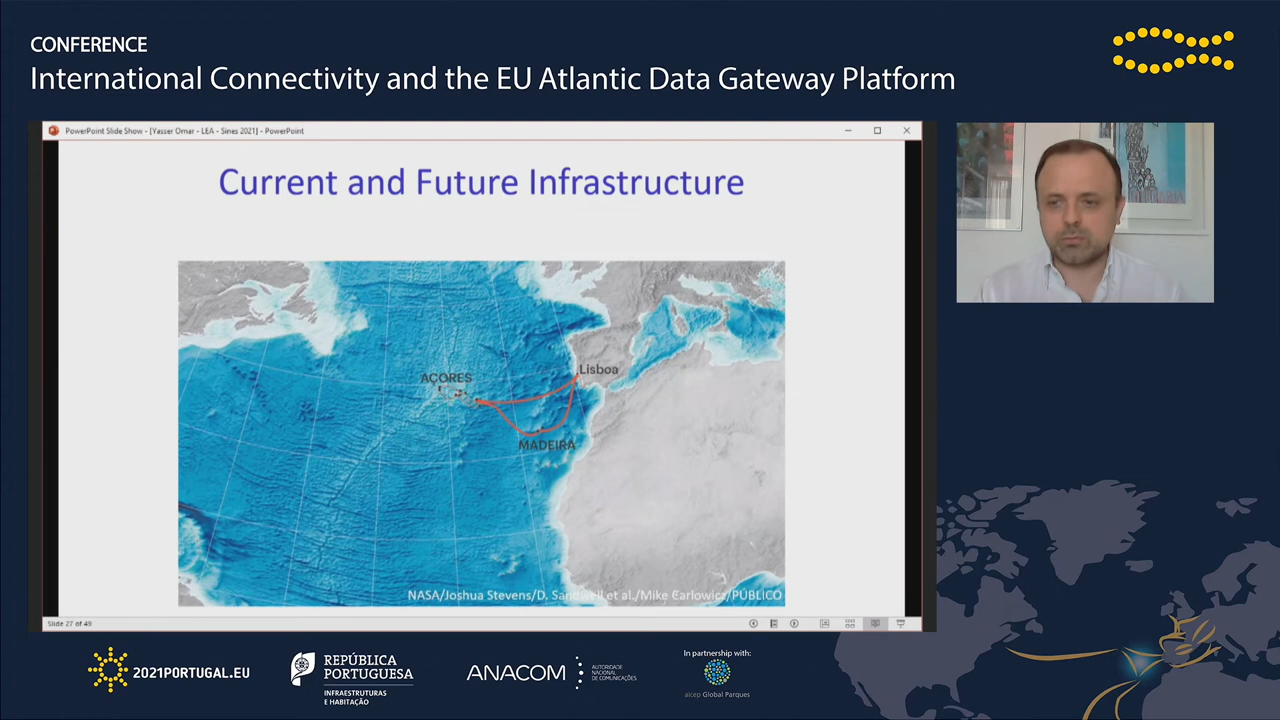 CONFERENCE
International Connectivity and the EU Atlantic Data Gateway Platform
PowerPoint Slide Show - [Yasser Omar - LEA - Sines 2021] - PowerPoint
Current and Future Infrastructure
AÇORES
Lisboa
MADEIRA
NASA/Joshua Stevens/D. Sandwell et al./Mike Carlowicz/PÚBLICO
Slide 27 of 49
2021PORTUGAL.EU
REPÚBLICA
PORTUGUESA
INFRAESTRUTURAS
E HABITAÇÃO
ANACOM
AUTORIDADE
NACIONAL
DE COMUNICAÇÕES
In partnership with:
aicep Global Parques